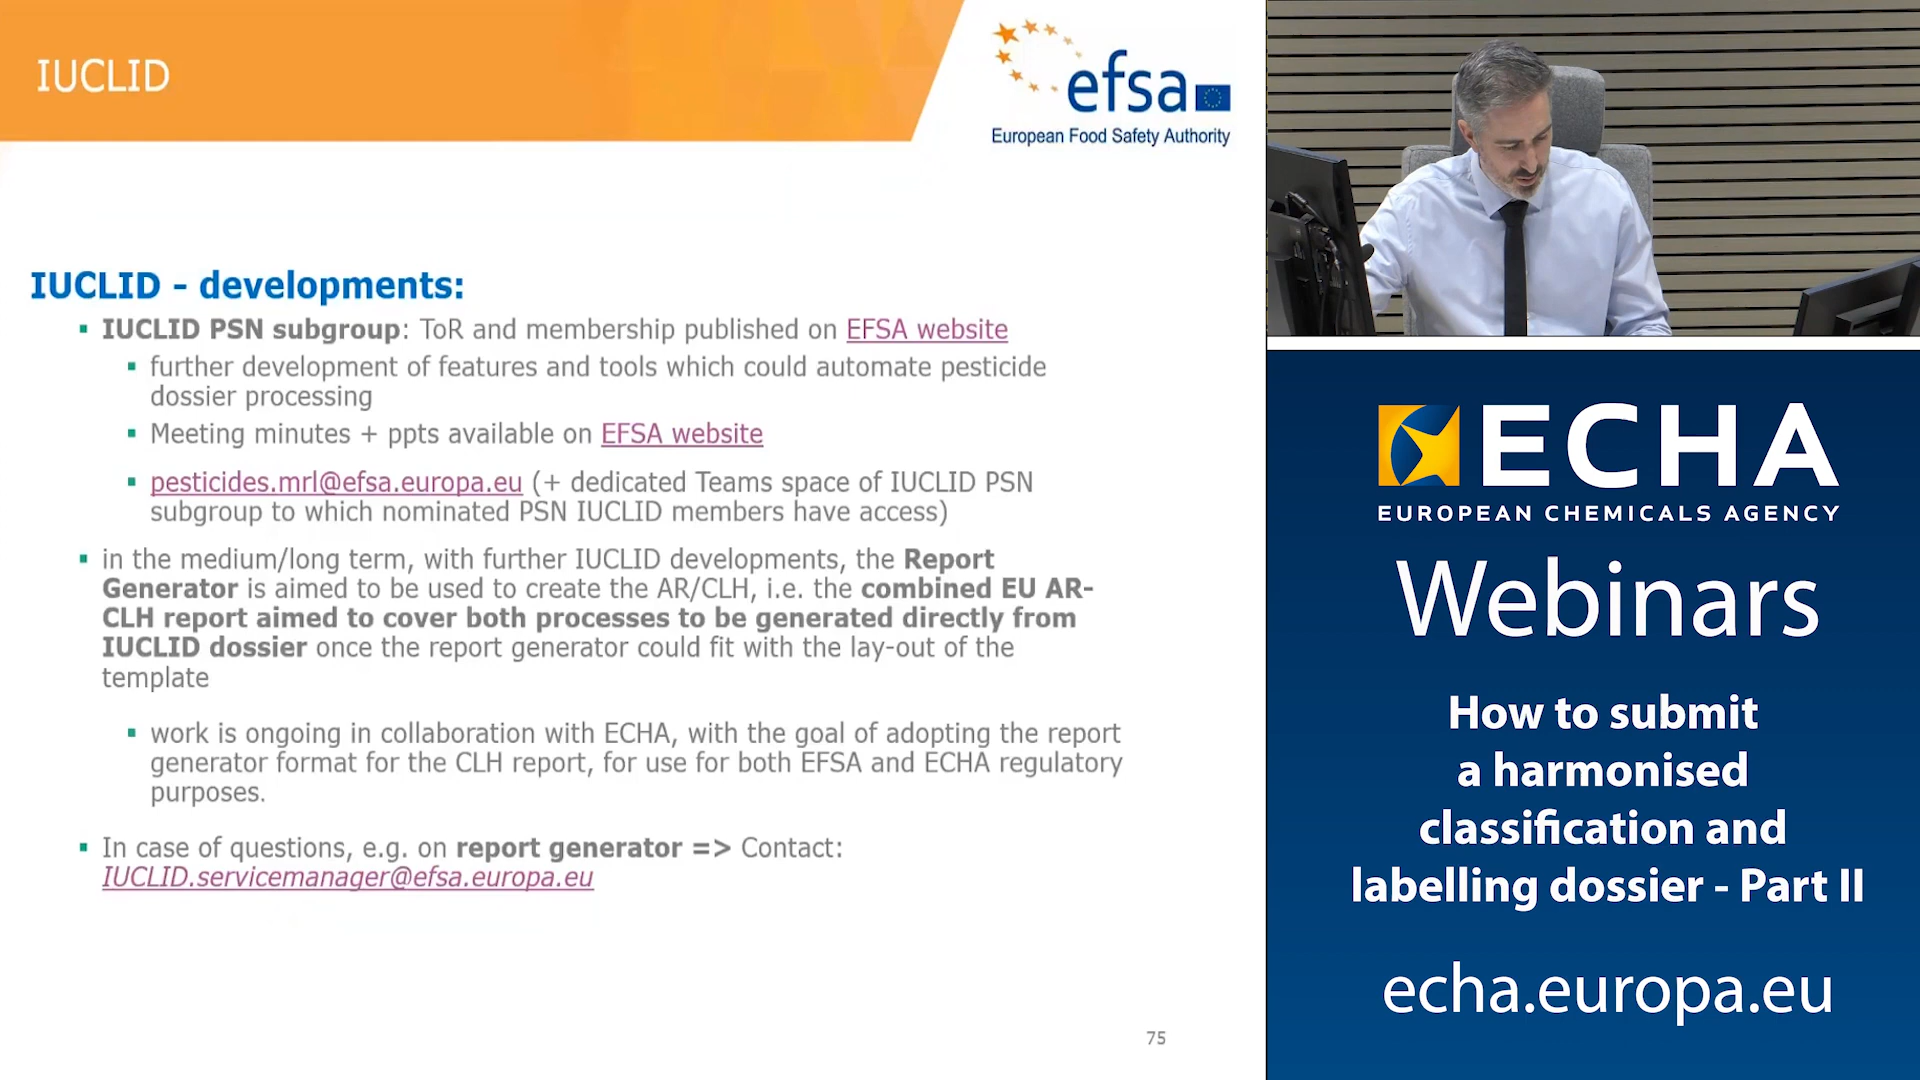 IUCLID
efsa
European Food Safety Authority
IUCLID - developments:
▪ IUCLID PSN subgroup: ToR and membership published on EFSA website
▪ further development of features and tools which could automate pesticide
dossier processing
▪ Meeting minutes + ppts available on EFSA website
▪ pesticides.mrl@efsa.europa.eu (+ dedicated Teams space of IUCLID PSN
subgroup to which nominated PSN IUCLID members have access)
▪ in the medium/long term, with further IUCLID developments, the Report
Generator is aimed to be used to create the AR/CLH, i.e. the combined EU AR-
CLH report aimed to cover both processes to be generated directly from
IUCLID dossier once the report generator could fit with the lay-out of the
template
▪ work is ongoing in collaboration with ECHA, with the goal of adopting the report
generator format for the CLH report, for use for both EFSA and ECHA regulatory
purposes.
▪ In case of questions, e.g. on report generator => Contact:
IUCLID.servicemanager@efsa.europa.eu
75
ECHA
EUROPEAN CHEMICALS AGENCY
Webinars
How to submit
a harmonised
classification and
labelling dossier - Part II
echa.europa.eu